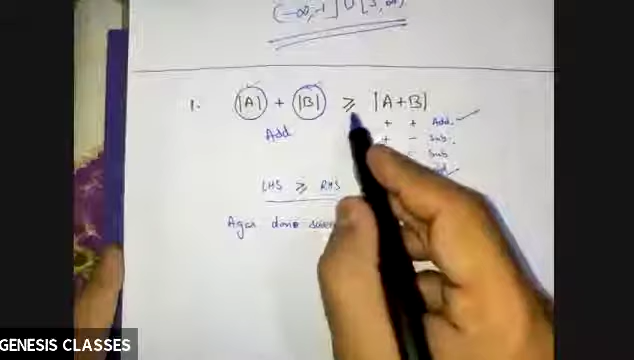 (-∞,-1] ∪ [3,∞)
1. |A| + |B| ≥ |A+B|
+ + Add. ✓
Add
+ - Sub.
- Sub
LHS ≥ RHS
Agar dono
GENESIS CLASSES